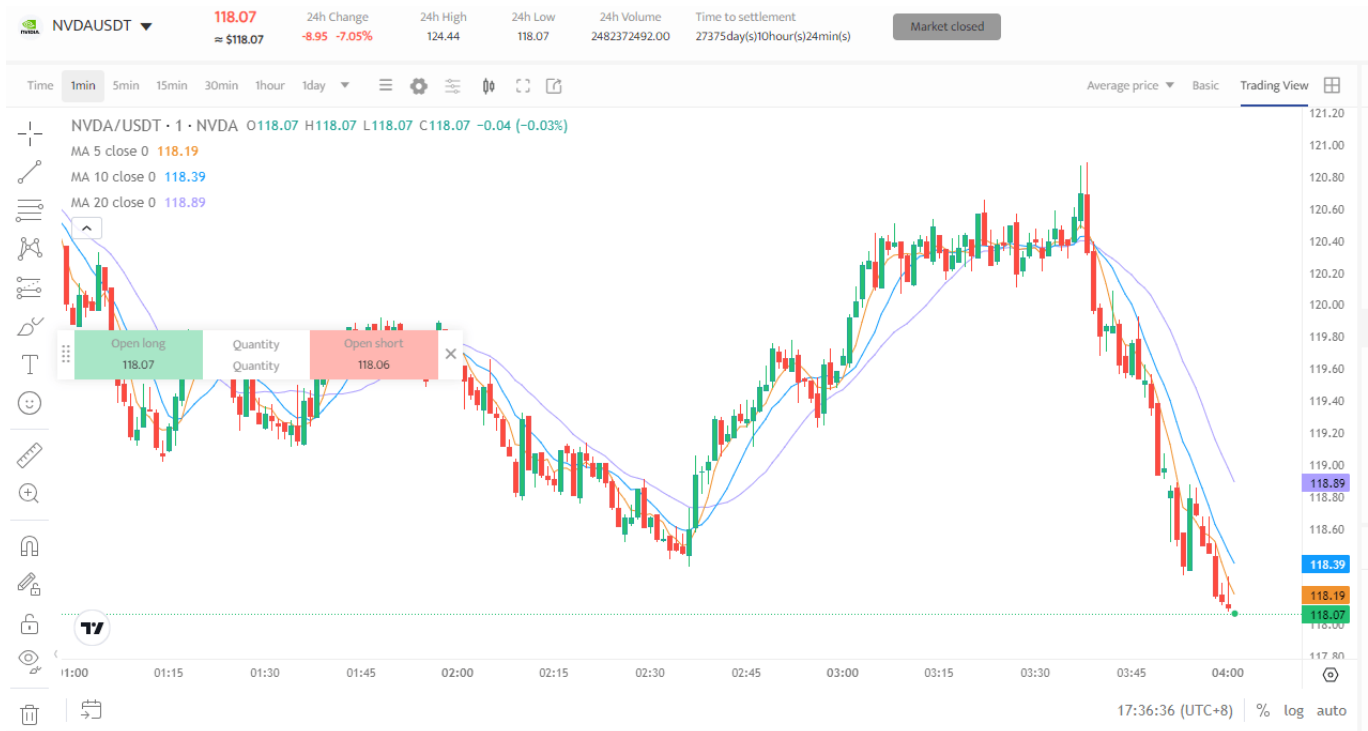 NVIDIA NVDAUSDT
118.07
≈ $118.07
24h Change
-8.95 -7.05%
24h High
124.44
24h Low
118.07
24h Volume
2482372492.00
Time to settlement
27375day(s)10hour(s)24min(s)
Market closed
Time 1min 5min 15min 30min 1hour 1day
Average price Basic Trading View
NVDA/USDT · 1 · NVDA O118.07 H118.07 L118.07 C118.07 −0.04 (−0.03%)
MA 5 close 0 118.19
MA 10 close 0 118.39
MA 20 close 0 118.89
Open long
118.07
Quantity
Quantity
Open short
118.06
121.20
121.00
120.80
120.60
120.40
120.20
120.00
119.80
119.60
119.40
119.20
119.00
118.89
118.80
118.60
118.39
118.19
118.07
118.00
117.80
01:00 01:15 01:30 01:45 02:00 02:15 02:30 02:45 03:00 03:15 03:30 03:45 04:00
17:36:36 (UTC+8) % log auto